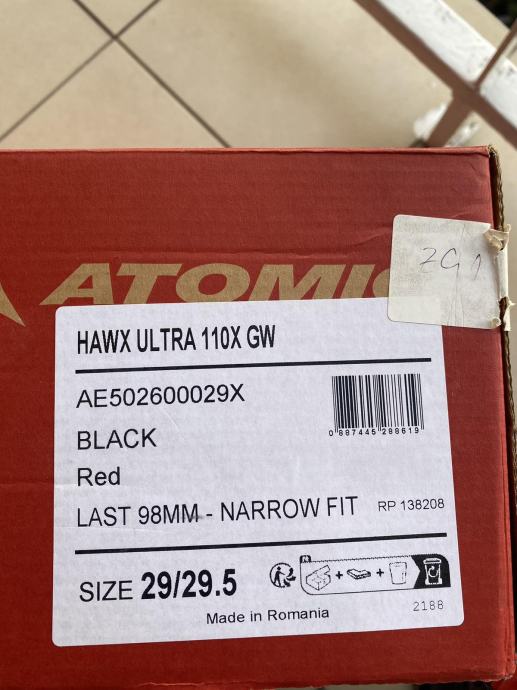 ATOMIC
HAWX ULTRA 110X GW
AE502600029X
BLACK
Red
LAST 98MM - NARROW FIT
RP 138208
0 887445 288619
SIZE 29/29.5
Made in Romania
2188